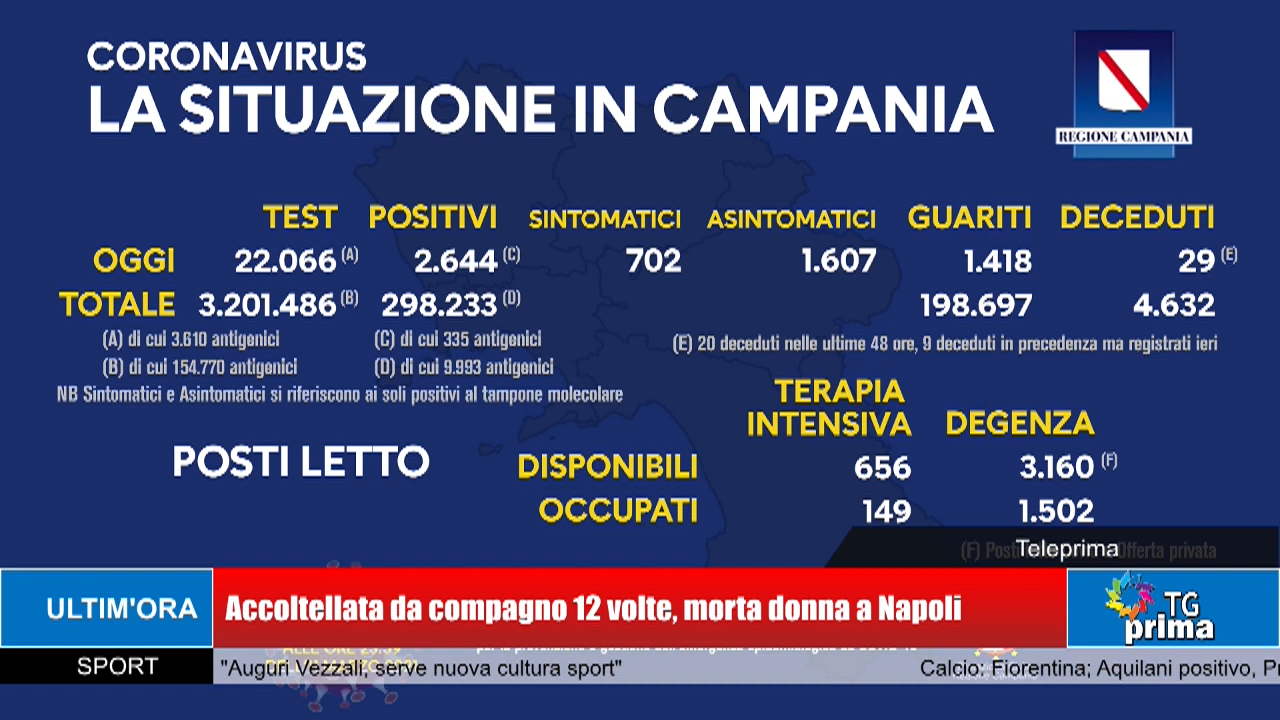 CORONAVIRUS
LA SITUAZIONE IN CAMPANIA
REGIONE CAMPANIA
TEST POSITIVI SINTOMATICI ASINTOMATICI GUARITI DECEDUTI
OGGI 22.066 (A) 2.644 (C) 702 1.607 1.418 29 (E)
TOTALE 3.201.486 (B) 298.233 (D) 198.697 4.632
(A) di cui 3.610 antigenici (C) di cui 335 antigenici (E) 20 deceduti nelle ultime 48 ore, 9 deceduti in precedenza ma registrati ieri
(B) di cui 154.770 antigenici (D) di cui 9.993 antigenici
NB Sintomatici e Asintomatici si riferiscono ai soli positivi al tampone molecolare
TERAPIA
INTENSIVA DEGENZA
POSTI LETTO DISPONIBILI 656 3.160 (F)
OCCUPATI 149 1.502
Teleprima
(F) Offerta privata
ULTIM'ORA Accoltellata da compagno 12 volte, morta donna a Napoli
TG
prima
SPORT "Auguri Vezzali, serve nuova cultura sport" Calcio: Fiorentina; Aquilani positivo,